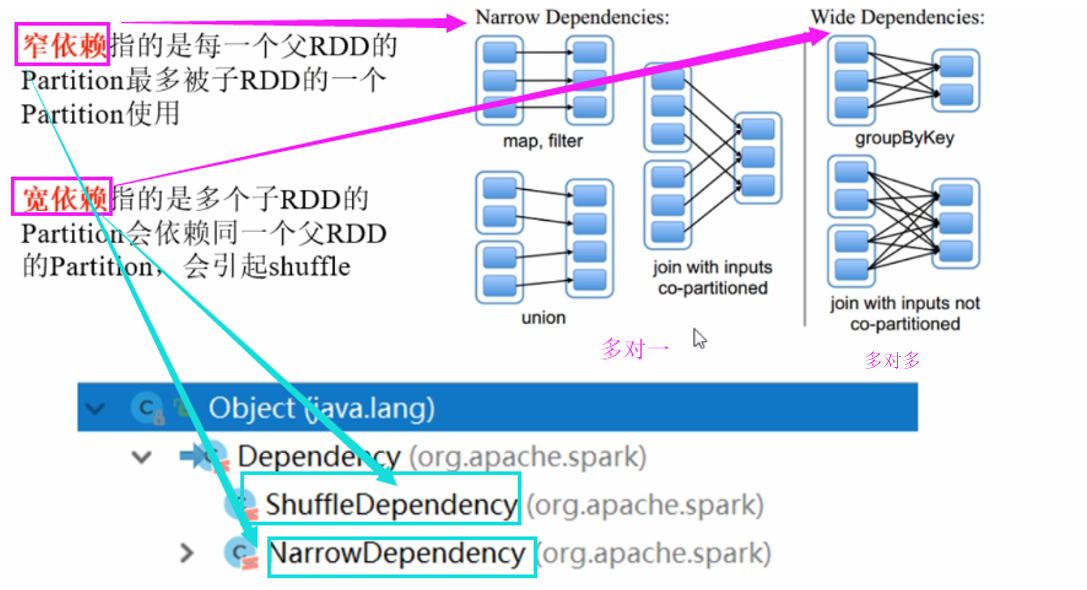 窄依赖指的是每一个父RDD的
Partition最多被子RDD的一个
Partition使用
宽依赖指的是多个子RDD的
Partition会依赖同一个父RDD
的Partition， 会引起shuffle
Narrow Dependencies:
map, filter
union
join with inputs
co-partitioned
多对一
Wide Dependencies:
groupByKey
join with inputs not
co-partitioned
多对多
Object (java.lang)
Dependency (org.apache.spark)
ShuffleDependency (org.apache.spark)
NarrowDependency (org.apache.spark)